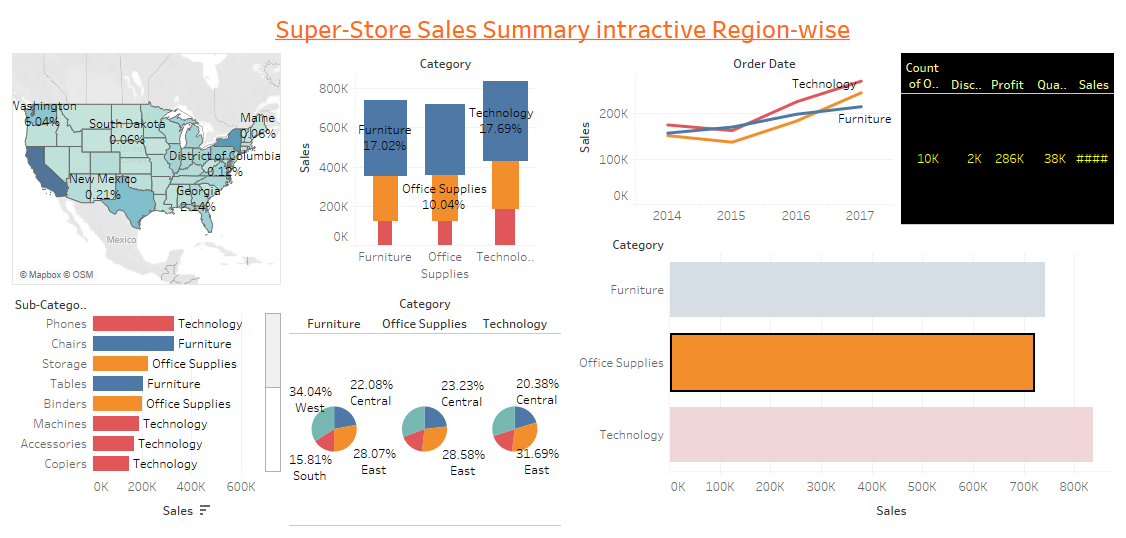 Super-Store Sales Summary intractive Region-wise
Washington
6.04%
South Dakota
0.06%
Maine
0.06%
District of Columbia
0.12%
New Mexico
0.21%
Georgia
2.14%
Mexico
© Mapbox © OSM
Category
Sales
800K
600K
400K
200K
0K
Furniture
17.02%
Office Supplies
10.04%
Technology
17.69%
Furniture
Office
Supplies
Technolo..
Order Date
Sales
200K
100K
0K
Technology
Furniture
2014
2015
2016
2017
Count
of O.. Disc.. Profit Qua.. Sales
10K 2K 286K 38K ####
Sub-Catego..
Phones Technology
Chairs Furniture
Storage Office Supplies
Tables Furniture
Binders Office Supplies
Machines Technology
Accessories Technology
Copiers Technology
0K 200K 400K 600K
Sales
Category
Furniture Office Supplies Technology
34.04%
West
22.08%
Central
15.81%
South
28.07%
East
23.23%
Central
28.58%
East
20.38%
Central
31.69%
East
Category
Furniture
Office Supplies
Technology
0K 100K 200K 300K 400K 500K 600K 700K 800K
Sales